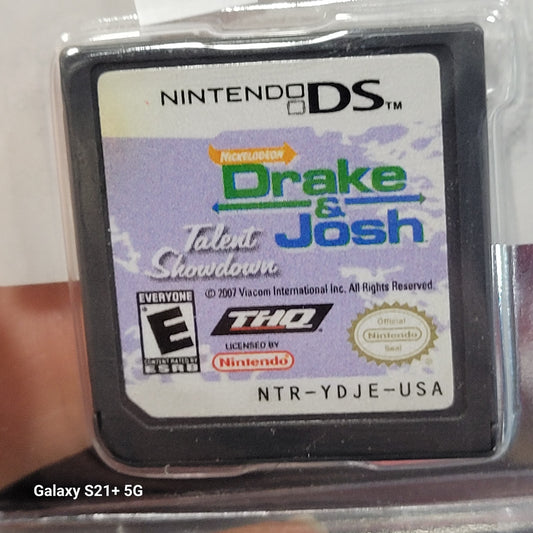 NINTENDO DS™
NICKELODEON
Drake
&
Josh
Talent
Showdown
© 2007 Viacom International Inc. All Rights Reserved.
EVERYONE
E
CONTENT RATED BY
ESRB
THQ
LICENSED BY
Nintendo
Official
Nintendo
Seal
NTR-YDJE-USA
Galaxy S21+ 5G